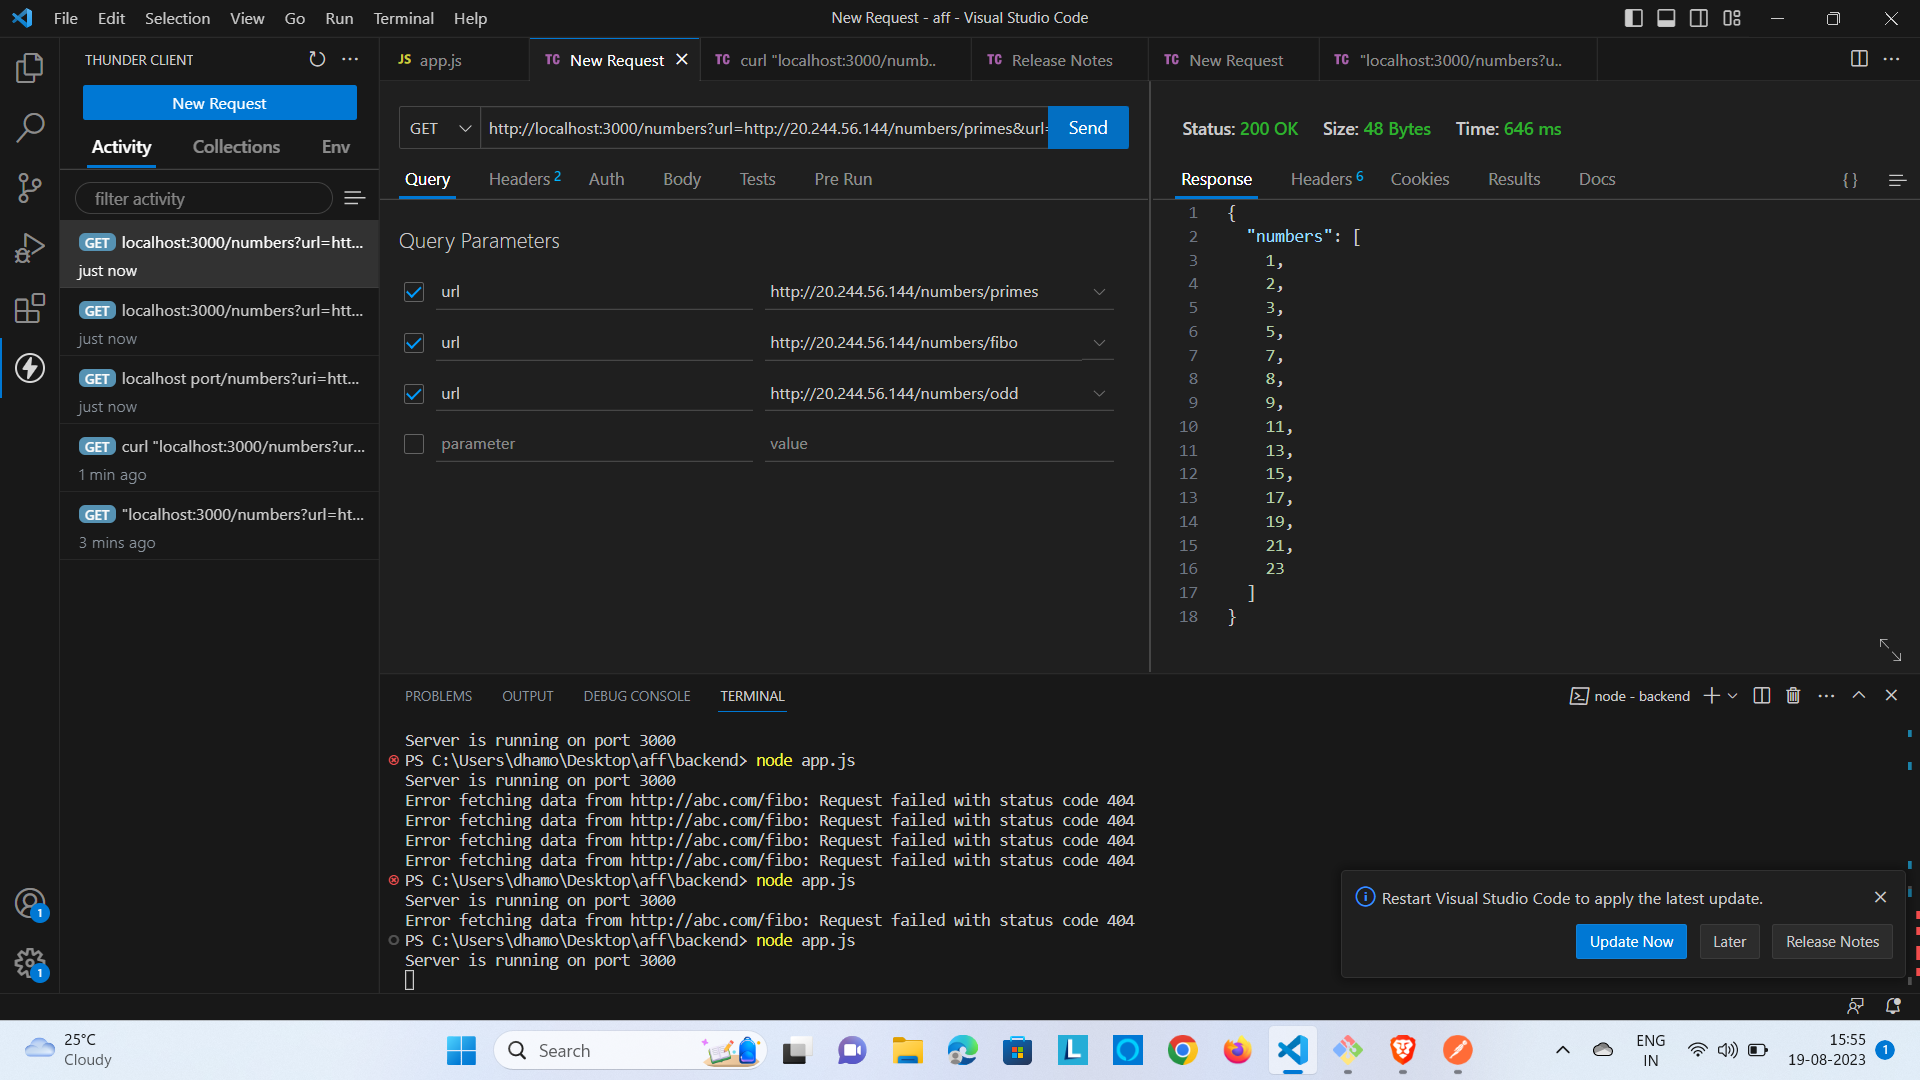 File Edit Selection View Go Run Terminal Help
New Request - aff - Visual Studio Code
THUNDER CLIENT
New Request
Activity Collections Env
filter activity
GET localhost:3000/numbers?url=htt...
just now
GET localhost:3000/numbers?url=htt...
just now
GET localhost port/numbers?uri=htt...
just now
GET curl "localhost:3000/numbers?ur...
1 min ago
GET "localhost:3000/numbers?url=ht...
3 mins ago
1
1
JS app.js
TC New Request
TC curl "localhost:3000/numb..
TC Release Notes
TC New Request
TC "localhost:3000/numbers?u..
GET http://localhost:3000/numbers?url=http://20.244.56.144/numbers/primes&url= Send
Query Headers 2 Auth Body Tests Pre Run
Query Parameters
url http://20.244.56.144/numbers/primes
url http://20.244.56.144/numbers/fibo
url http://20.244.56.144/numbers/odd
parameter value
Status: 200 OK Size: 48 Bytes Time: 646 ms
Response Headers 6 Cookies Results Docs {}
1 {
2 "numbers": [
3 1,
4 2,
5 3,
6 5,
7 7,
8 8,
9 9,
10 11,
11 13,
12 15,
13 17,
14 19,
15 21,
16 23
17 ]
18 }
PROBLEMS OUTPUT DEBUG CONSOLE TERMINAL
node - backend
Server is running on port 3000
PS C:\Users\dhamo\Desktop\aff\backend> node app.js
Server is running on port 3000
Error fetching data from http://abc.com/fibo: Request failed with status code 404
Error fetching data from http://abc.com/fibo: Request failed with status code 404
Error fetching data from http://abc.com/fibo: Request failed with status code 404
Error fetching data from http://abc.com/fibo: Request failed with status code 404
PS C:\Users\dhamo\Desktop\aff\backend> node app.js
Server is running on port 3000
Error fetching data from http://abc.com/fibo: Request failed with status code 404
PS C:\Users\dhamo\Desktop\aff\backend> node app.js
Server is running on port 3000
Restart Visual Studio Code to apply the latest update.
Update Now Later Release Notes
25°C
Cloudy
Search
L
ENG
IN
15:55
19-08-2023
1